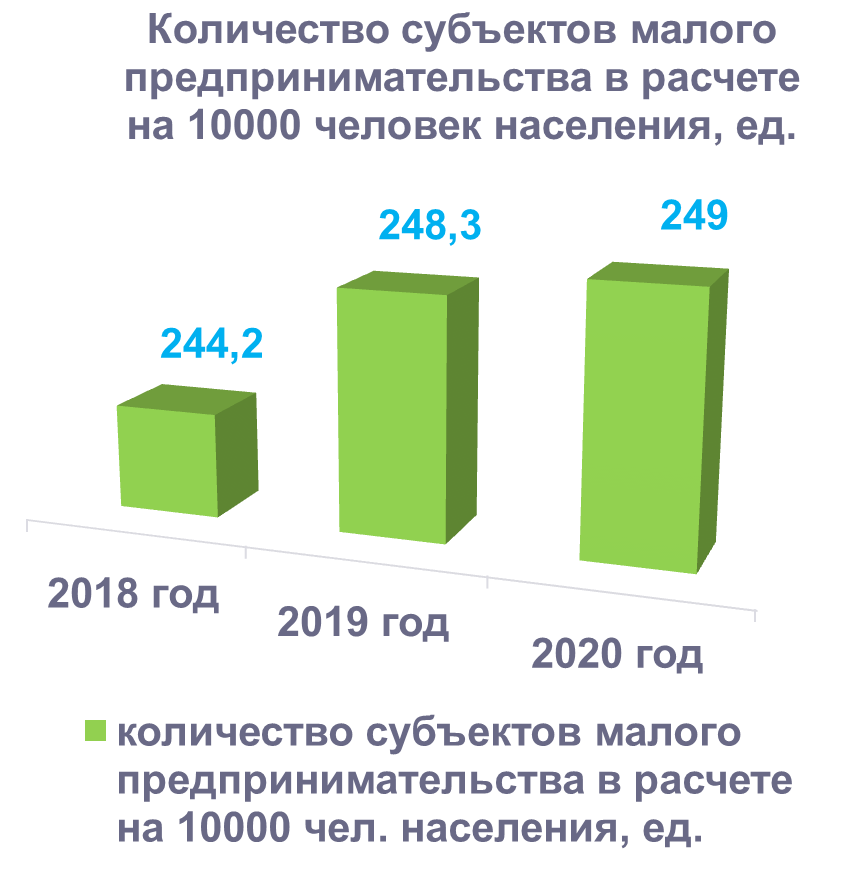 Количество субъектов малого
предпринимательства в расчете
на 10000 чел. человек населения, ед.
244,2
248,3
249
2018 год
2019 год
2020 год
количество субъектов малого
предпринимательства в расчете
на 10000 чел. населения, ед.